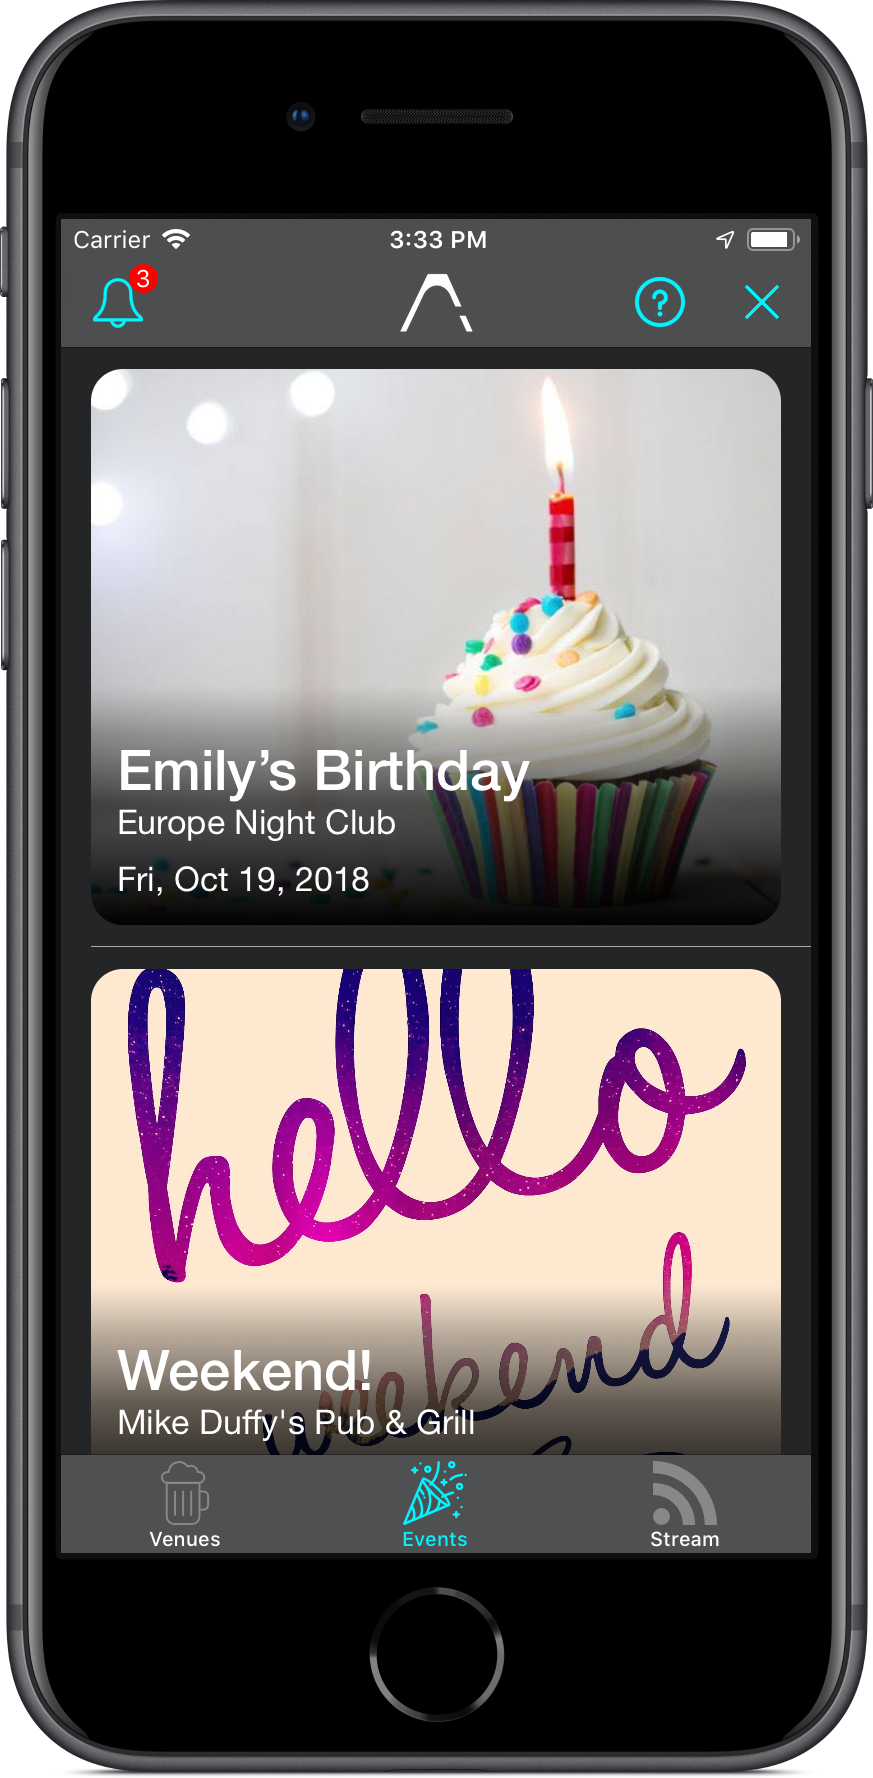 Carrier
3:33 PM
3
Emily’s Birthday
Europe Night Club
Fri, Oct 19, 2018
hello
weekend
Weekend!
Mike Duffy's Pub & Grill
Venues
Events
Stream